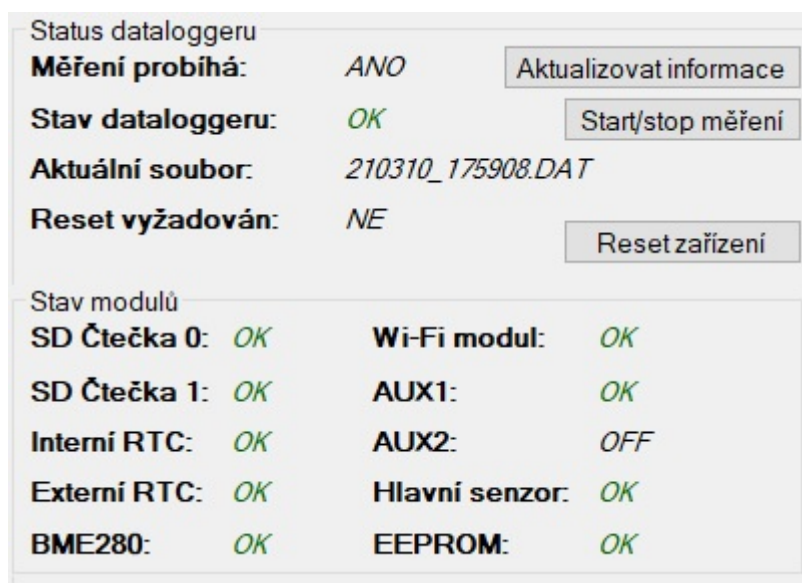 Status dataloggeru
Měření probíhá: ANO Aktualizovat informace
Stav dataloggeru: OK Start/stop měření
Aktuální soubor: 210310_175908.DAT
Reset vyžadován: NE
Reset zařízení
Stav modulů
SD Čtečka 0: OK Wi-Fi modul: OK
SD Čtečka 1: OK AUX1: OK
Interní RTC: OK AUX2: OFF
Externí RTC: OK Hlavní senzor: OK
BME280: OK EEPROM: OK